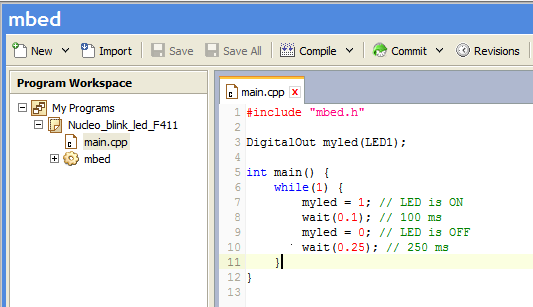 mbed
New Import Save Save All Compile Commit Revisions
Program Workspace
My Programs
Nucleo_blink_led_F411
main.cpp
mbed
main.cpp x
1 #include "mbed.h"
2
3 DigitalOut myled(LED1);
4
5 int main() {
6 while(1) {
7 myled = 1; // LED is ON
8 wait(0.1); // 100 ms
9 myled = 0; // LED is OFF
10 wait(0.25); // 250 ms
11 }
12 }
13